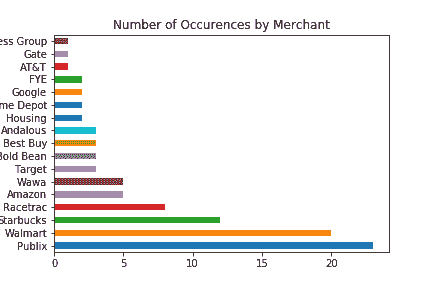 Number of Occurences by Merchant
ess Group
Gate
AT&T
FYE
Google
me Depot
Housing
Andalous
Best Buy
Bold Bean
Target
Wawa
Amazon
Racetrac
Starbucks
Walmart
Publix
0 5 10 15 20